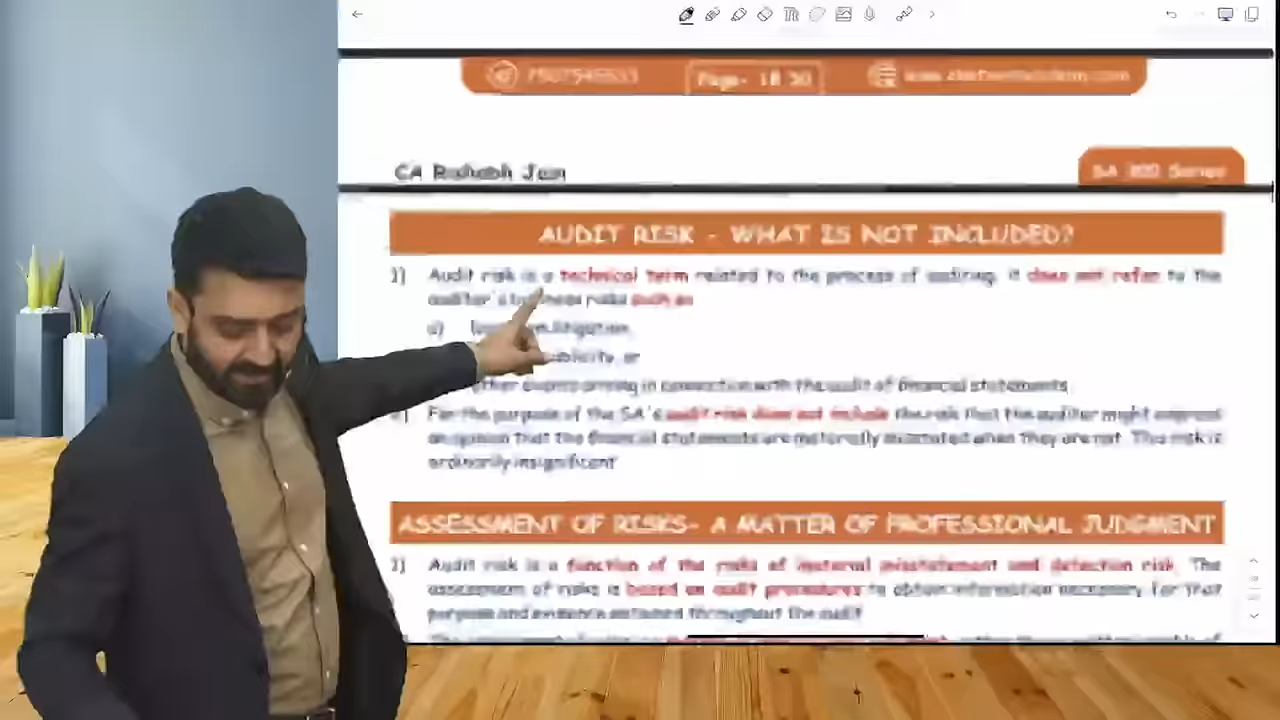 7507545533
CA Rishabh Jain
SA 300 Series
AUDIT RISK - WHAT IS NOT INCLUDED?
1) Audit risk is a technical term related to the process of auditing; it does not refer to the
auditor's business risks such as
a) litigation,
publicity, or
other events arising in connection with the audit of financial statements.
For the purpose of the SA's audit risk does not include the risk that the auditor might express
an opinion that the financial statements are materially misstated when they are not. This risk is
ordinarily insignificant
ASSESSMENT OF RISKS- A MATTER OF PROFESSIONAL JUDGMENT
1) Audit risk is a function of the risks of material misstatement and detection risk. The
assessment of risks is based on audit procedures to obtain information necessary for that
purpose and evidence obtained throughout the audit